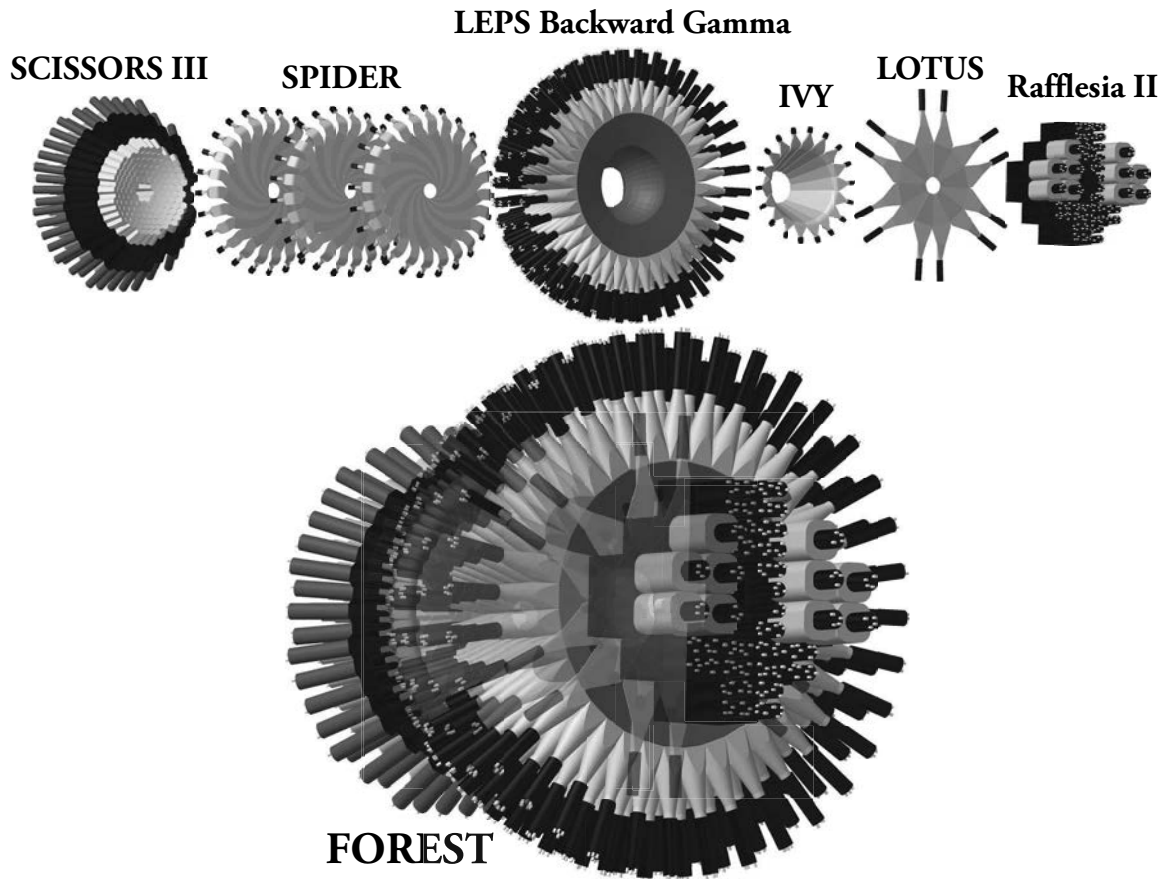 LEPS Backward Gamma
SCISSORS III
SPIDER
IVY
LOTUS
Rafflesia II
FOREST